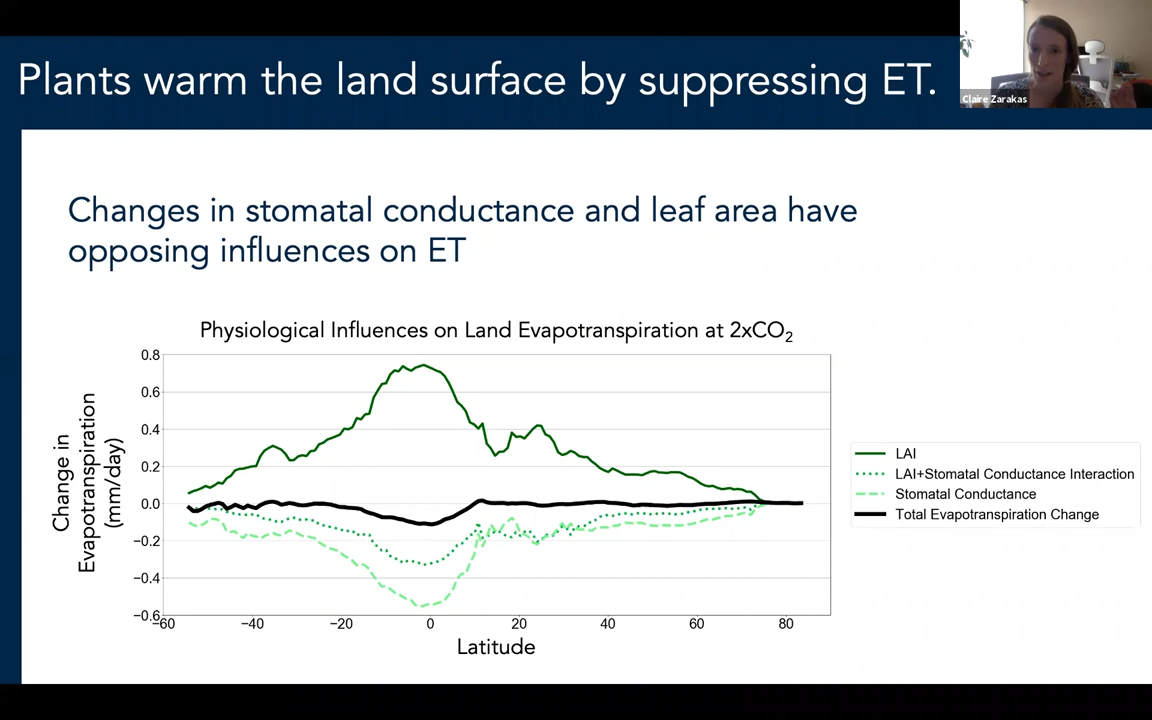 Plants warm the land surface by suppressing ET.
Claire Zarakas
Changes in stomatal conductance and leaf area have
opposing influences on ET
Physiological Influences on Land Evapotranspiration at 2xCO₂
Change in
Evapotranspiration
(mm/day)
0.8
0.6
0.4
0.2
0.0
−0.2
−0.4
−0.6
−60
−40
−20
0
20
40
60
80
Latitude
LAI
LAI+Stomatal Conductance Interaction
Stomatal Conductance
Total Evapotranspiration Change